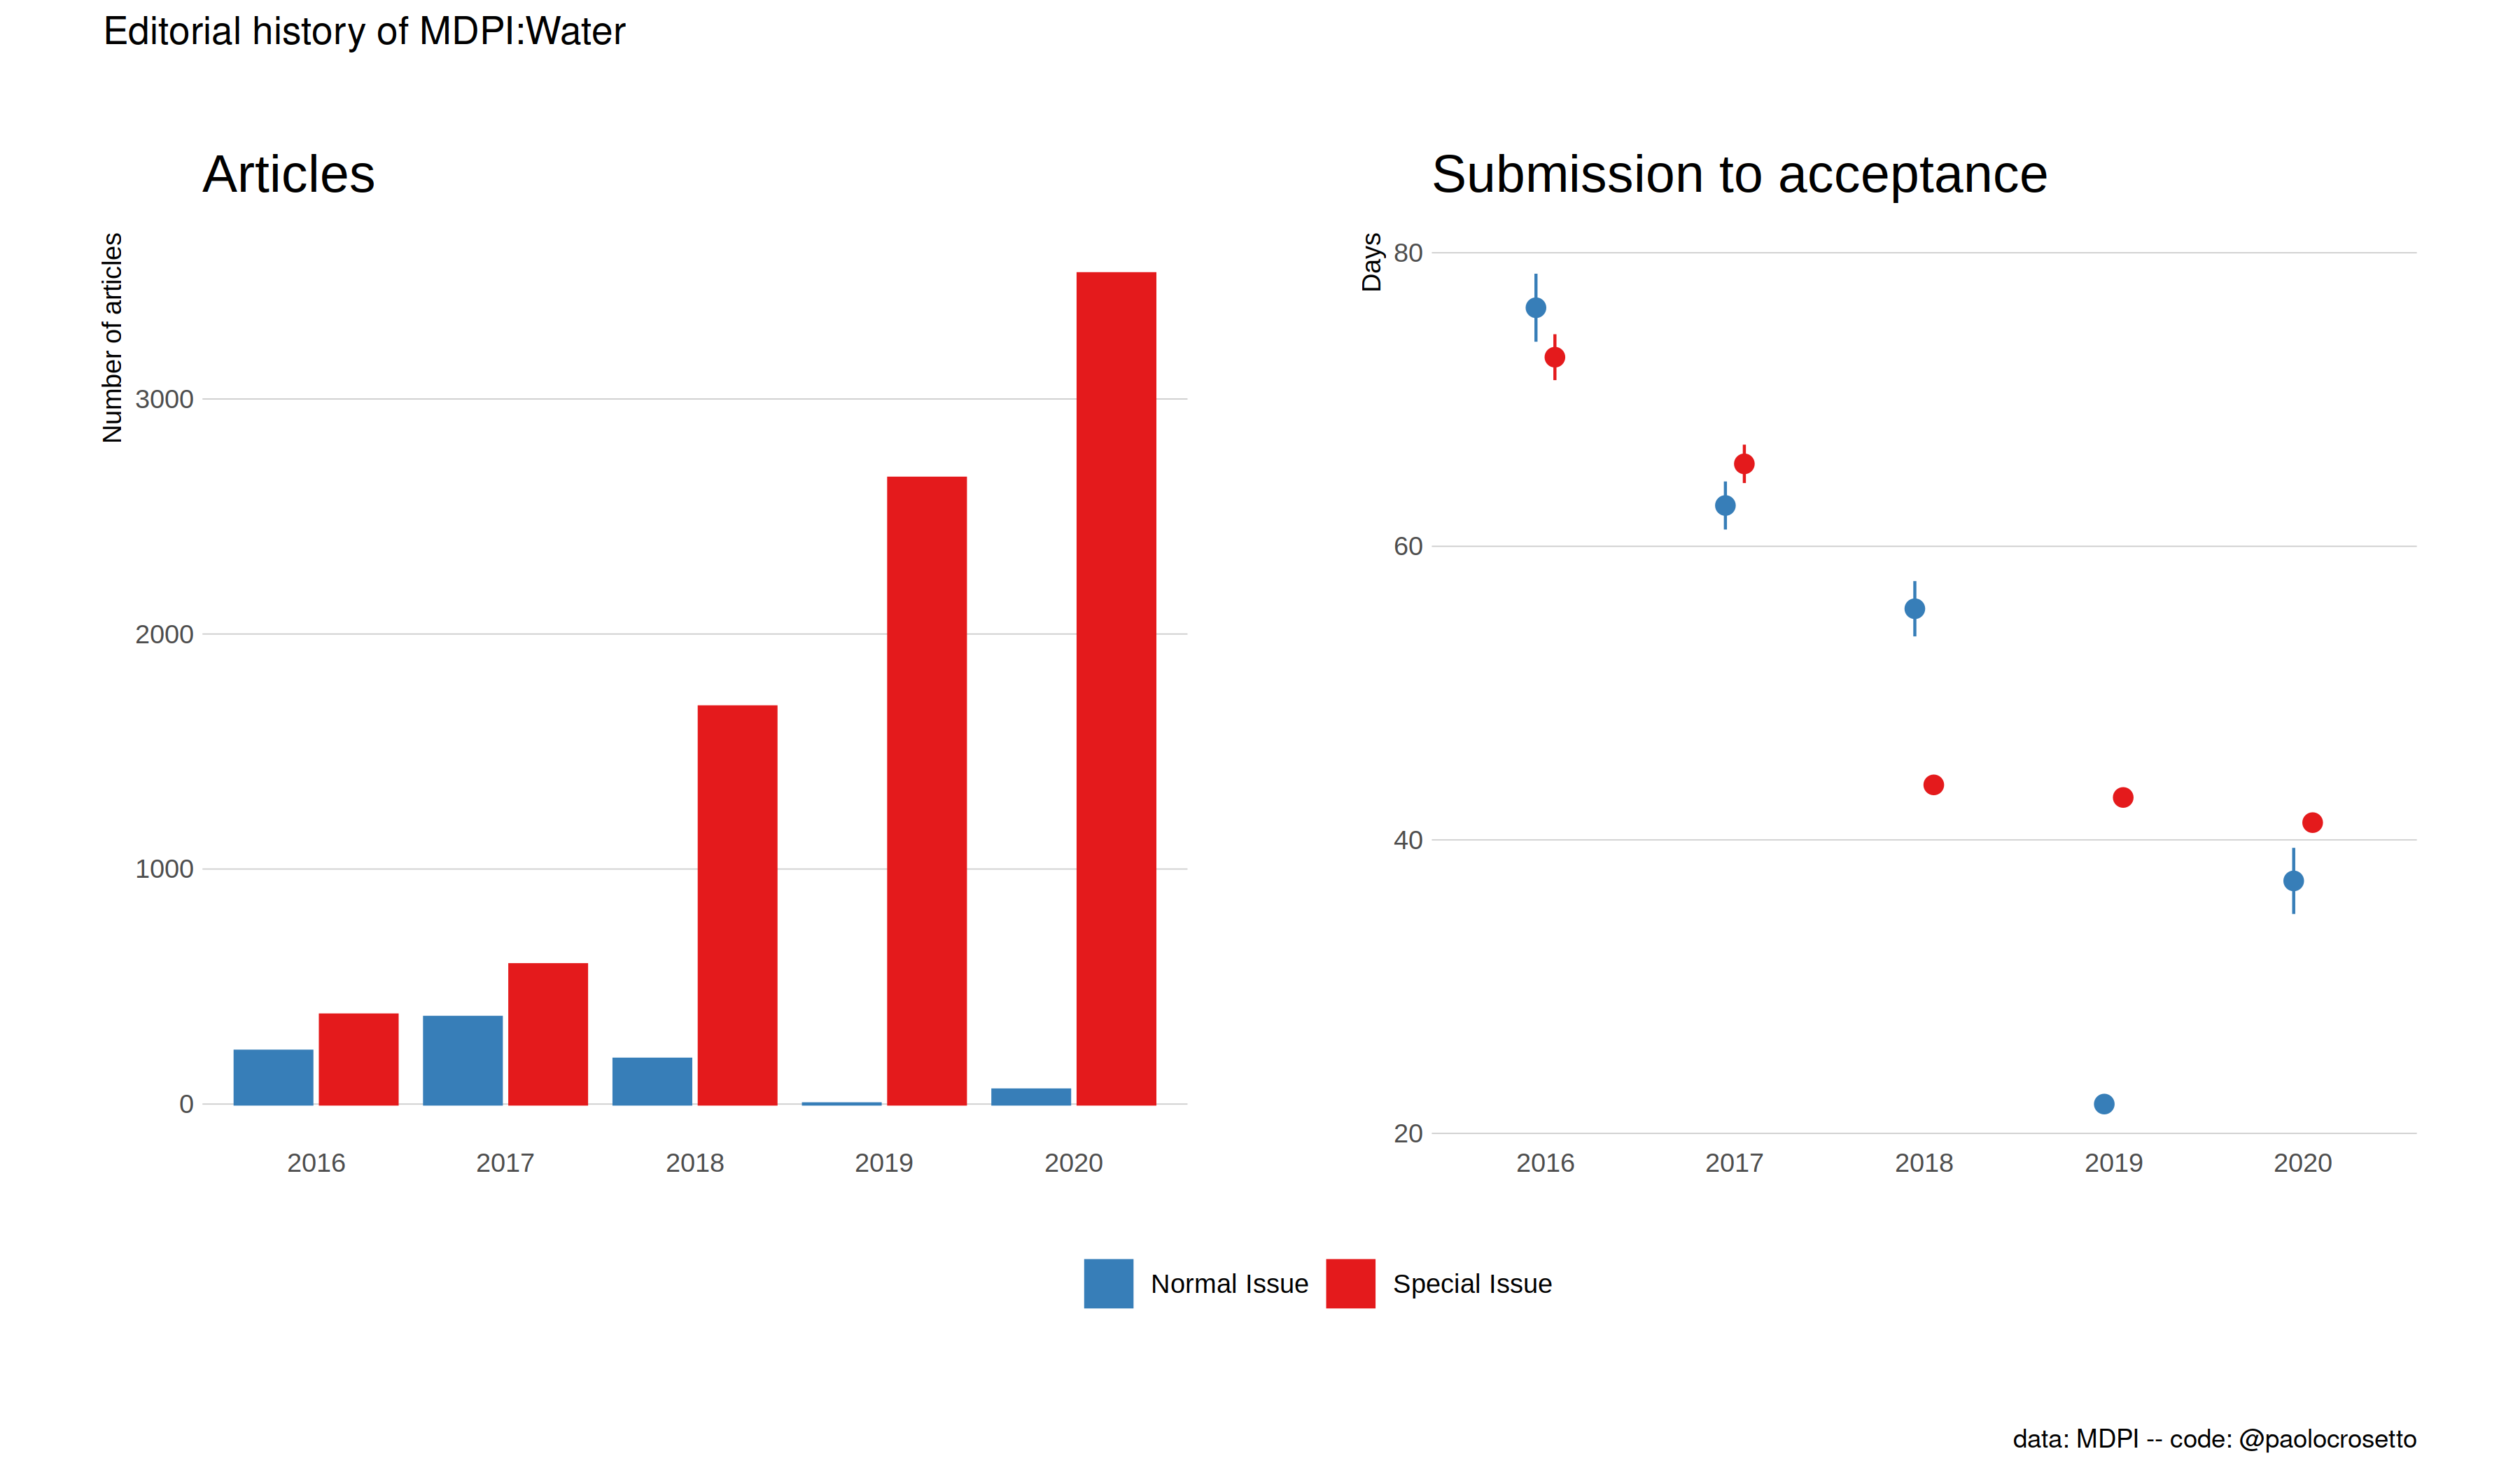 Editorial history of MDPI:Water
Articles
Number of articles
3000
2000
1000
0
2016 2017 2018 2019 2020
Submission to acceptance
Days
80
60
40
20
2016 2017 2018 2019 2020
Normal Issue Special Issue
data: MDPI -- code: @paolocrosetto